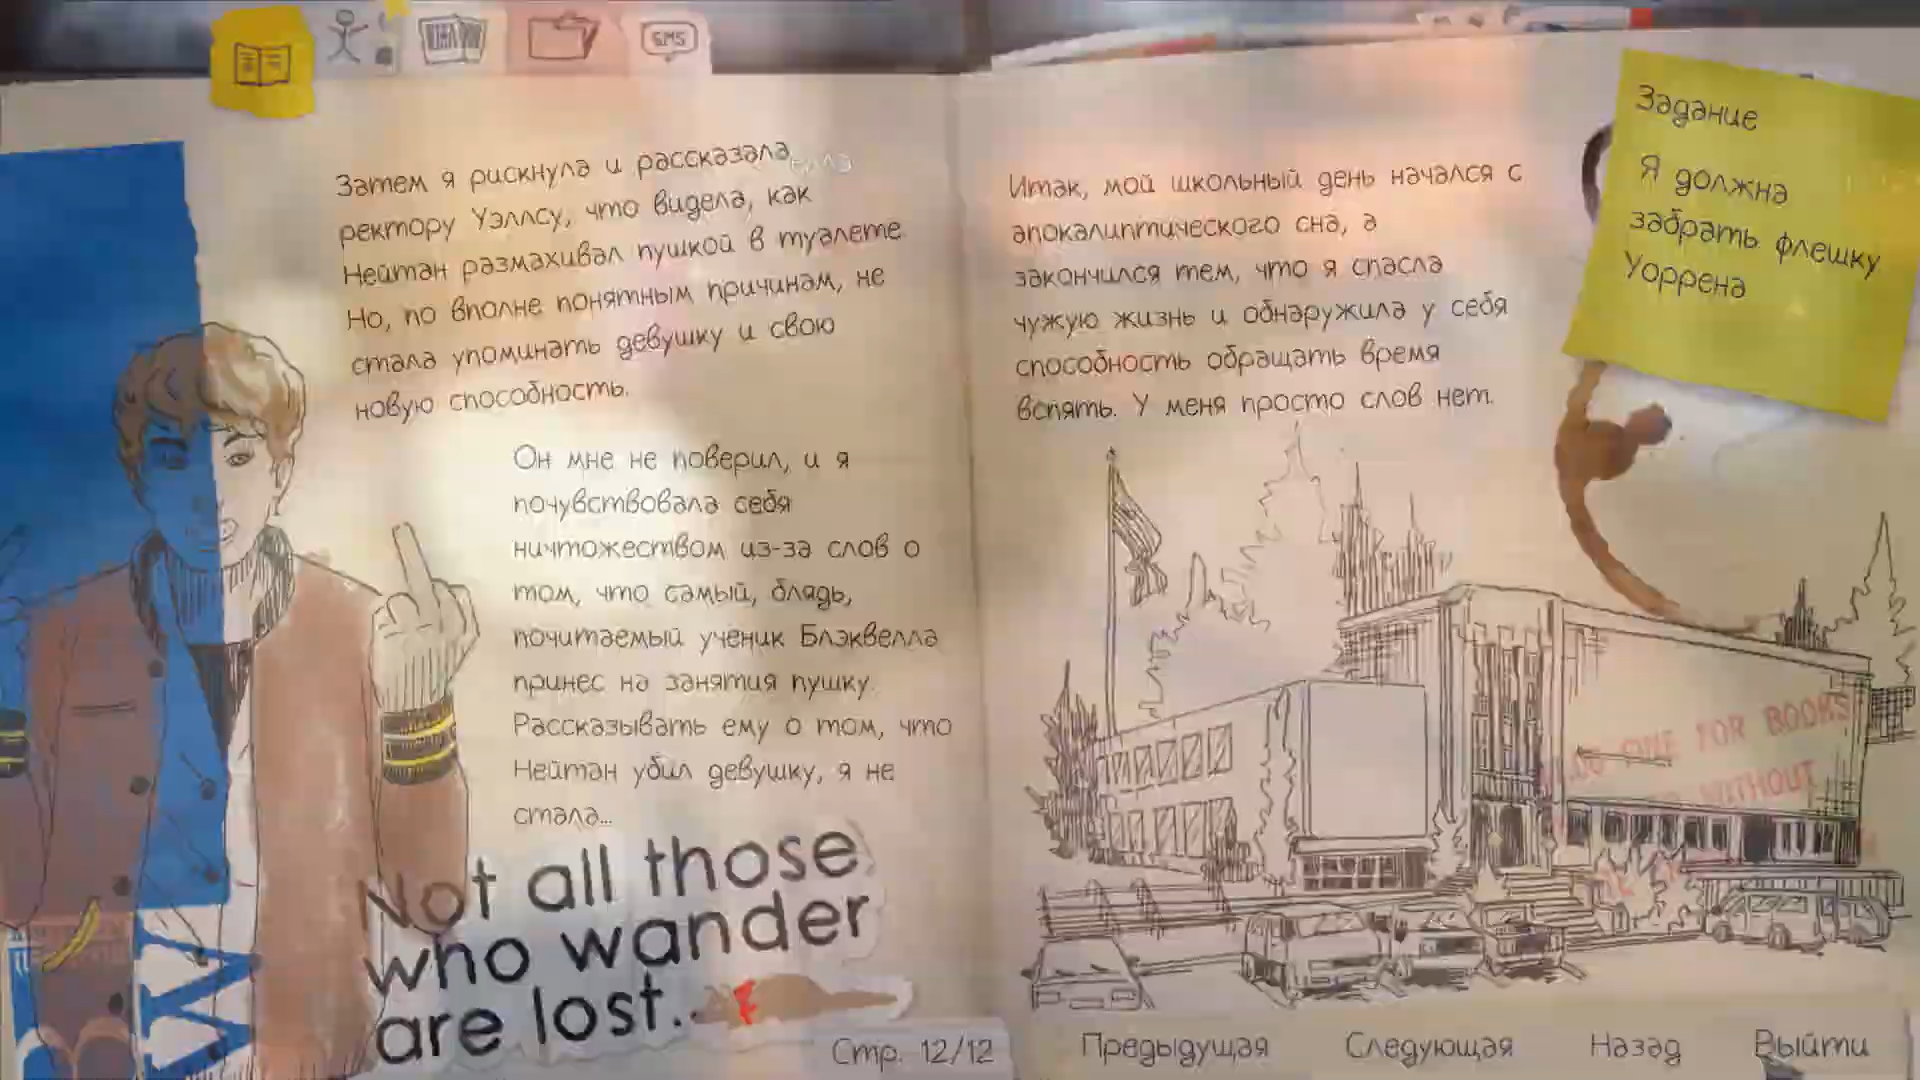 SMS
Затем я рискнула и рассказала
ректору Уэллсу, что видела, как
Нейтан размахивал пушкой в туалете.
Но, по вполне понятным причинам, не
стала упоминать девушку и свою
новую способность.
Он мне не поверил, и я
почувствовала себя
ничтожеством из-за слов о
том, что самый, блядь,
почитаемый ученик Блэквелла
принес на занятия пушку.
Рассказывать ему о том, что
Нейтан убил девушку, я не
стала...
Not all those
who wander
are lost.
Стр. 12/12
Итак, мой школьный день начался с
апокалиптического сна, а
закончился тем, что я спасла
чужую жизнь и обнаружила у себя
способность обращать время
вспять. У меня просто слов нет.
Задание
Я должна
забрать флешку
Уоррена
FOR BOOKS
WITHOUT
Предыдущая
Следующая
Назад
Выйти